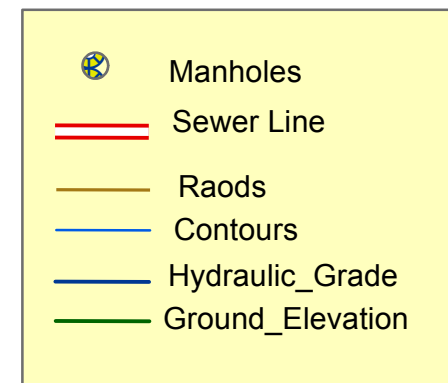 Manholes
Sewer Line
Raods
Contours
Hydraulic_Grade
Ground_Elevation